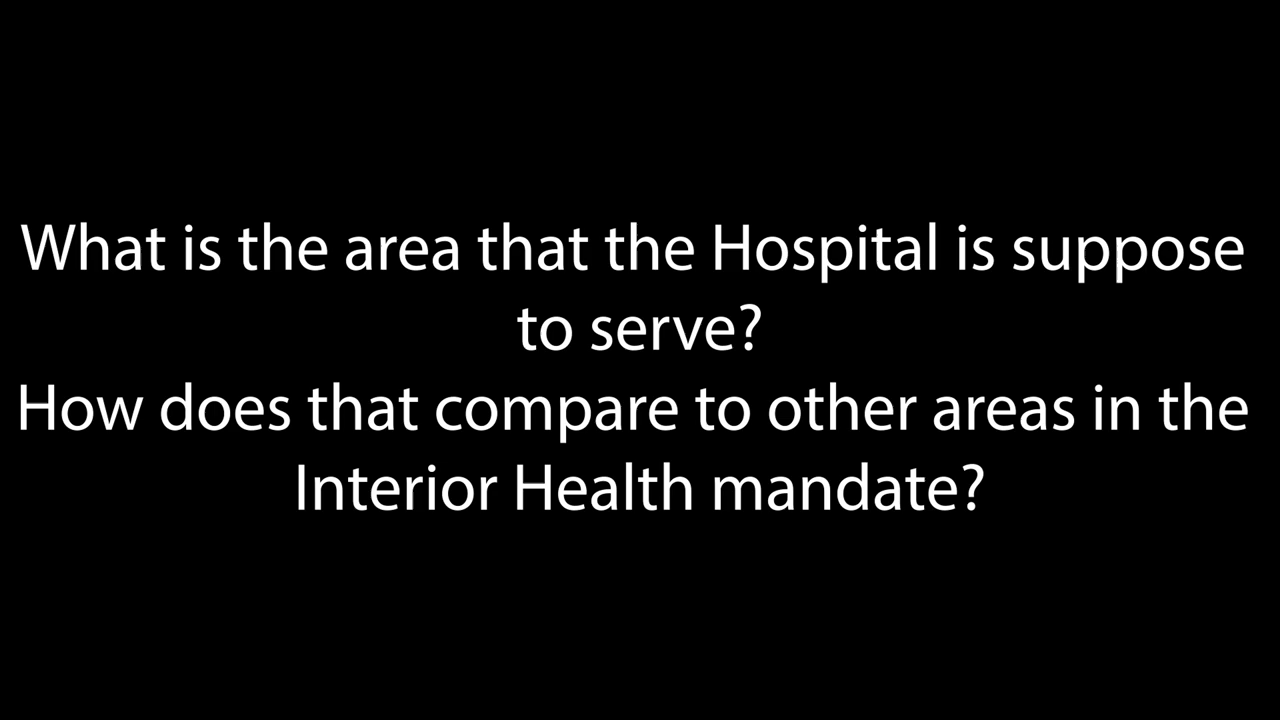 What is the area that the Hospital is suppose
to serve?
How does that compare to other areas in the
Interior Health mandate?